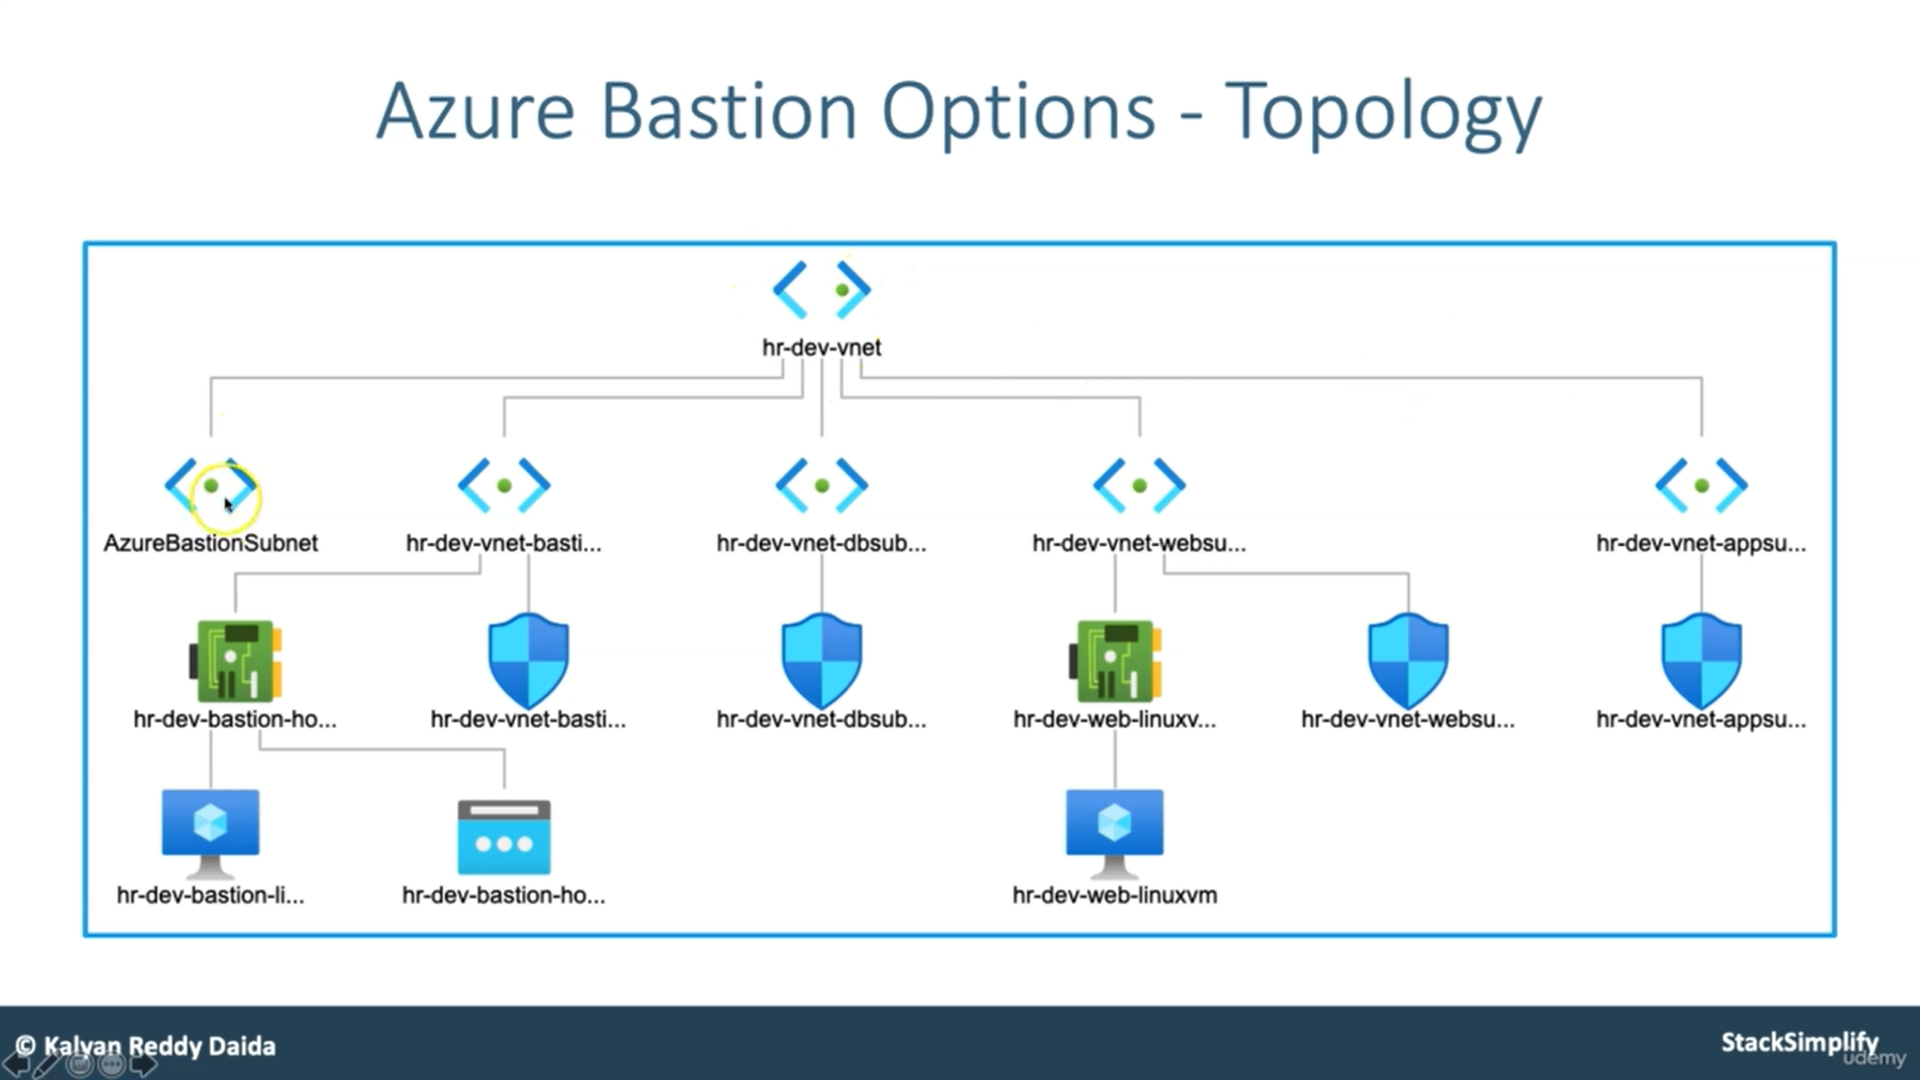 Azure Bastion Options - Topology
hr-dev-vnet
AzureBastionSubnet
hr-dev-vnet-basti...
hr-dev-vnet-dbsub...
hr-dev-vnet-websu...
hr-dev-vnet-appsu...
hr-dev-bastion-ho...
hr-dev-vnet-basti...
hr-dev-vnet-dbsub...
hr-dev-web-linuxv...
hr-dev-vnet-websu...
hr-dev-vnet-appsu...
hr-dev-bastion-li...
hr-dev-bastion-ho...
hr-dev-web-linuxvm
© Kalyan Reddy Daida
StackSimplify
udemy